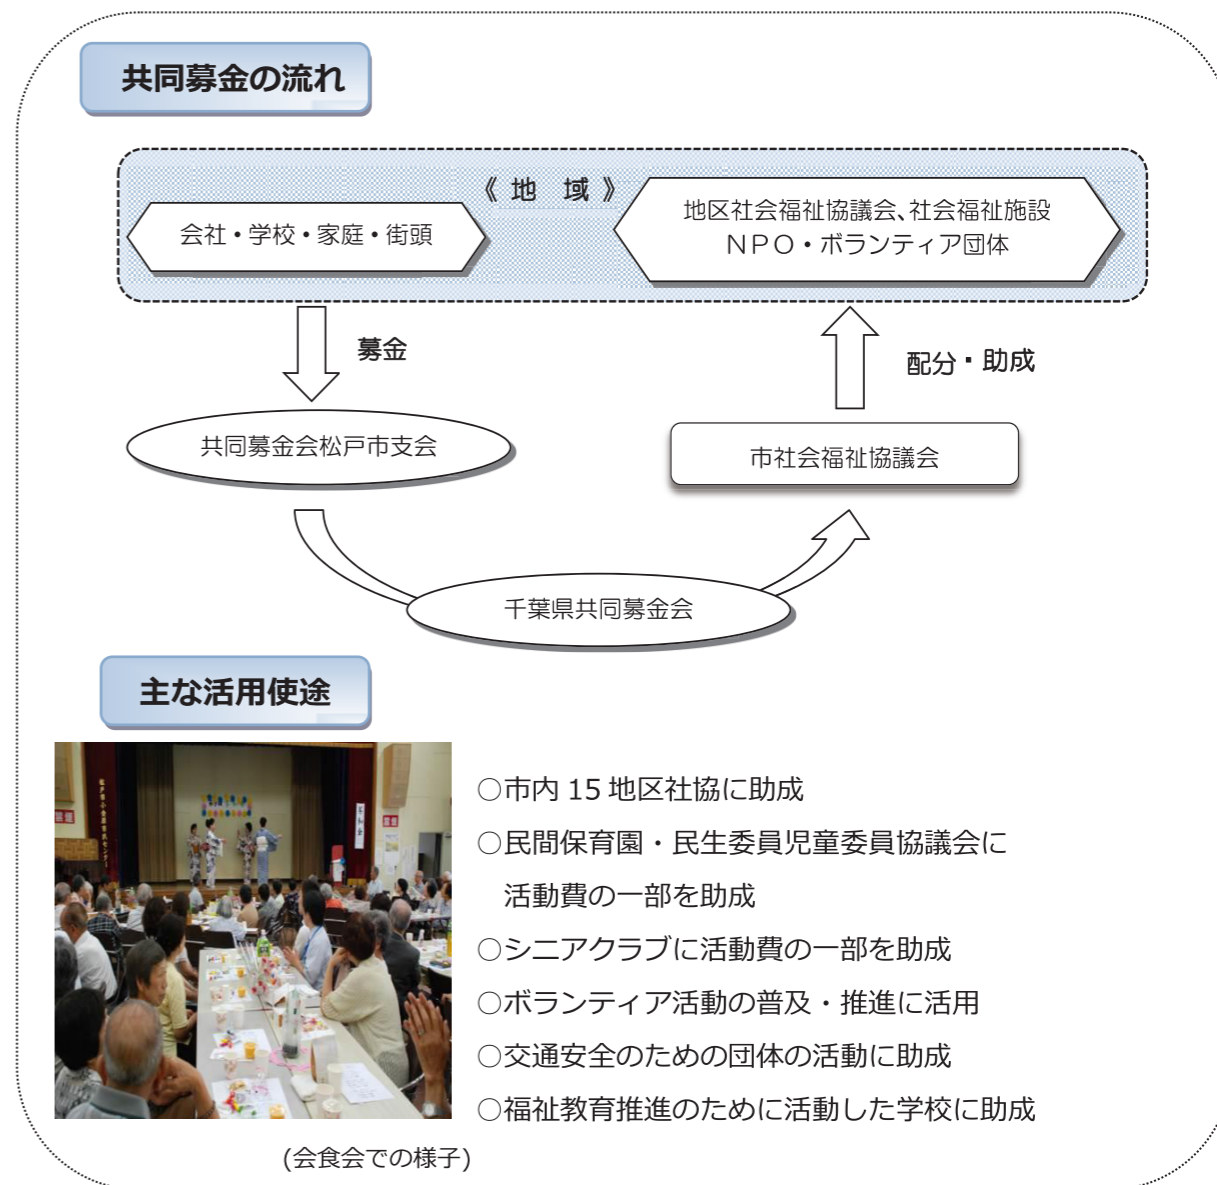 共同募金の流れ
《 地 域 》
会社・学校・家庭・街頭
地区社会福祉協議会、社会福祉施設
NPO・ボランティア団体
募金
配分・助成
共同募金会松戸市支会
市社会福祉協議会
千葉県共同募金会
主な活用使途
○市内 15 地区社協に助成
○民間保育園・民生委員児童委員協議会に
活動費の一部を助成
○シニアクラブに活動費の一部を助成
○ボランティア活動の普及・推進に活用
○交通安全のための団体の活動に助成
○福祉教育推進のために活動した学校に助成
(会食会での様子)